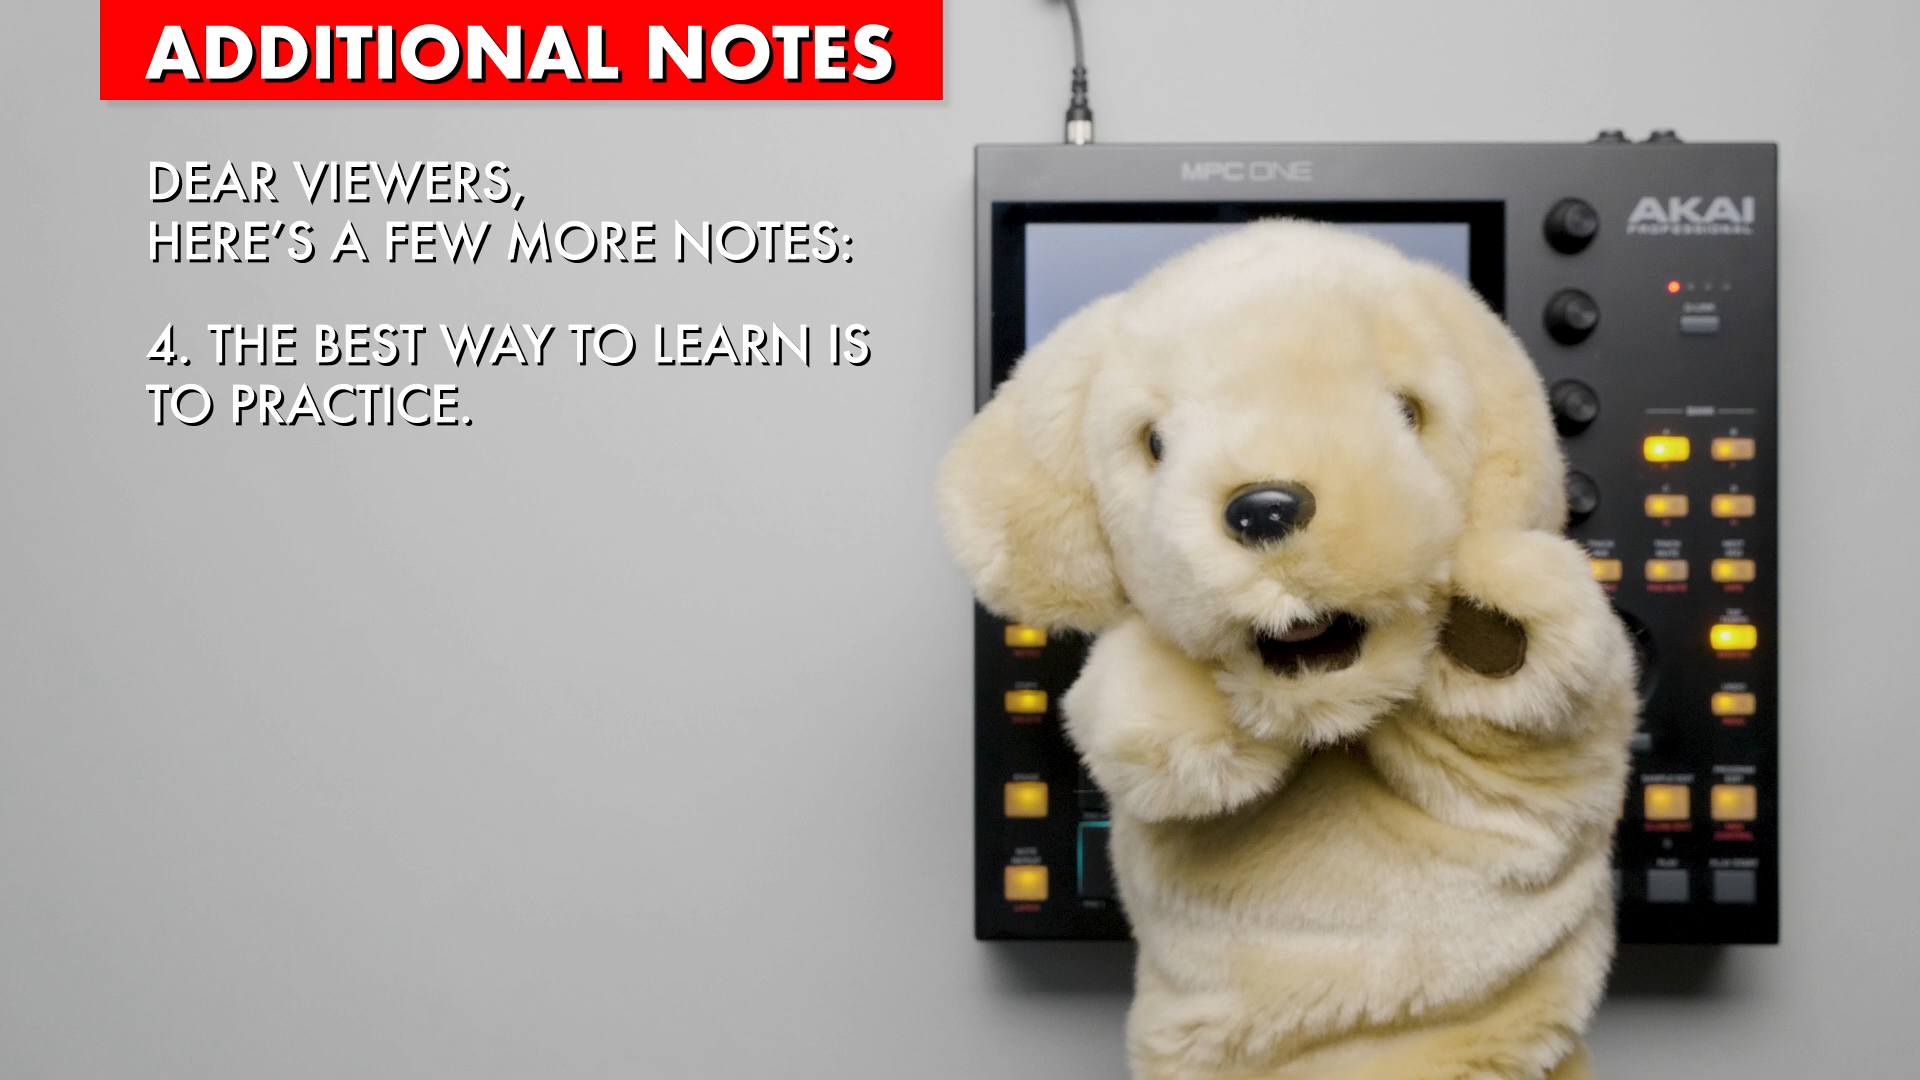 ADDITIONAL NOTES
DEAR VIEWERS,
HERE'S A FEW MORE NOTES:
4. THE BEST WAY TO LEARN IS
TO PRACTICE.
MPC ONE
AKAI
PROFESSIONAL
BANK